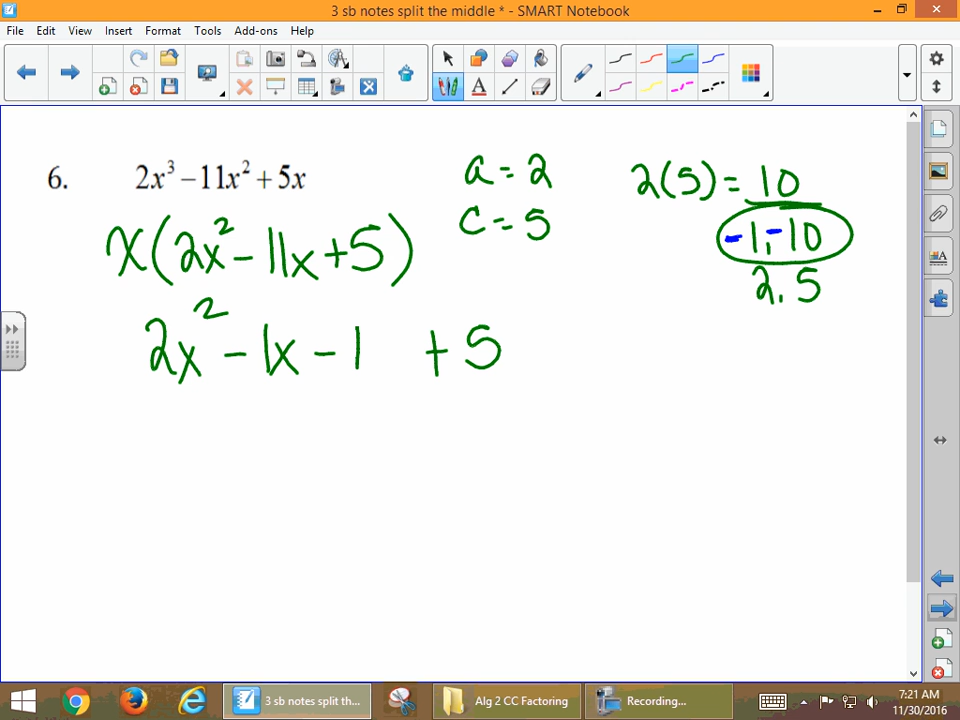 3 sb notes split the middle * - SMART Notebook
File Edit View Insert Format Tools Add-ons Help
6. 2x³ – 11x² + 5x
a = 2
c = 5
2(5) = 10
-1, -10
2, 5
x(2x² - 11x + 5)
2x² - 1x - 1 + 5
3 sb notes split th...
Alg 2 CC Factoring
Recording...
7:21 AM
11/30/2016